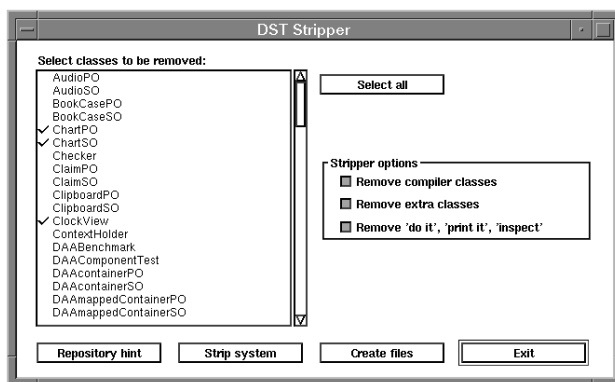 DST Stripper
Select classes to be removed:
AudioPO
AudioSO
BookCasePO
BookCaseSO
ChartPO
ChartSO
Checker
ClaimPO
ClaimSO
ClipboardPO
ClipboardSO
ClockView
ContextHolder
DAABenchmark
DAAComponentTest
DAAcontainerPO
DAAcontainerSO
DAAmappedContainerPO
DAAmappedContainerSO
Select all
Stripper options
Remove compiler classes
Remove extra classes
Remove 'do it', 'print it', 'inspect'
Repository hint
Strip system
Create files
Exit